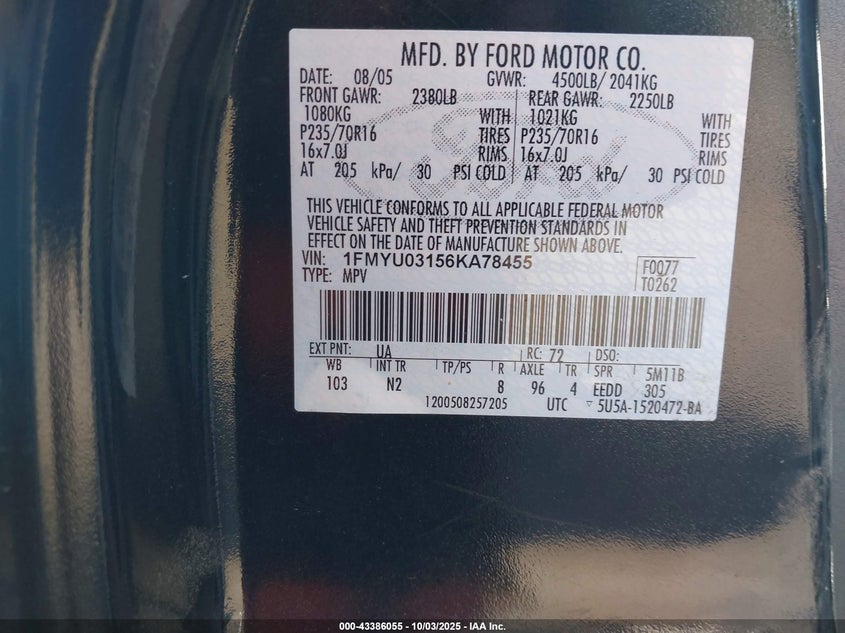 MFD. BY FORD MOTOR CO.
DATE: 08/05 GVWR: 4500LB/ 2041KG
FRONT GAWR: 2380LB REAR GAWR: 2250LB
1080KG WITH 1021KG WITH
P235/70R16 TIRES P235/70R16 TIRES
16x7.0J RIMS 16x7.0J RIMS
AT 205 kPa/ 30 PSI COLD AT 205 kPa/ 30 PSI COLD
THIS VEHICLE CONFORMS TO ALL APPLICABLE FEDERAL MOTOR
VEHICLE SAFETY AND THEFT PREVENTION STANDARDS IN
EFFECT ON THE DATE OF MANUFACTURE SHOWN ABOVE.
VIN: 1FMYU03156KA78455 F0077
TYPE: MPV T0262
EXT PNT: UA RC: 72 DSO:
WB INT TR TP/PS R AXLE TR SPR 5M11B
103 N2 8 96 4 EEDD 305
1200508257205 UTC ▽ 5U5A-1520472-BA
Ford
000-43386055 - 10/03/2025 - IAA Inc.